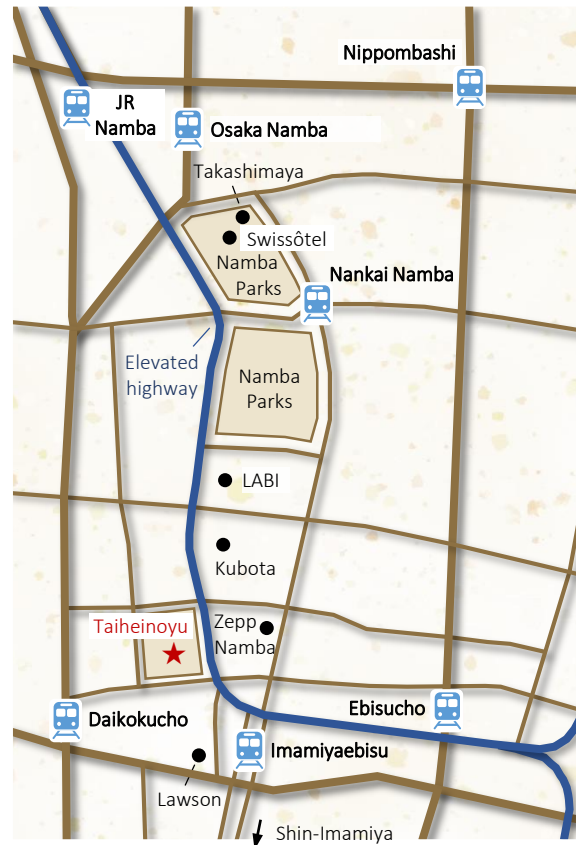 Nippombashi
JR
Namba
Osaka Namba
Takashimaya
Swissôtel
Namba
Parks
Nankai Namba
Elevated
highway
Namba
Parks
LABI
Kubota
Taiheinoyu
Zepp
Namba
Daikokucho
Ebisucho
Imamiyaebisu
Lawson
Shin-Imamiya